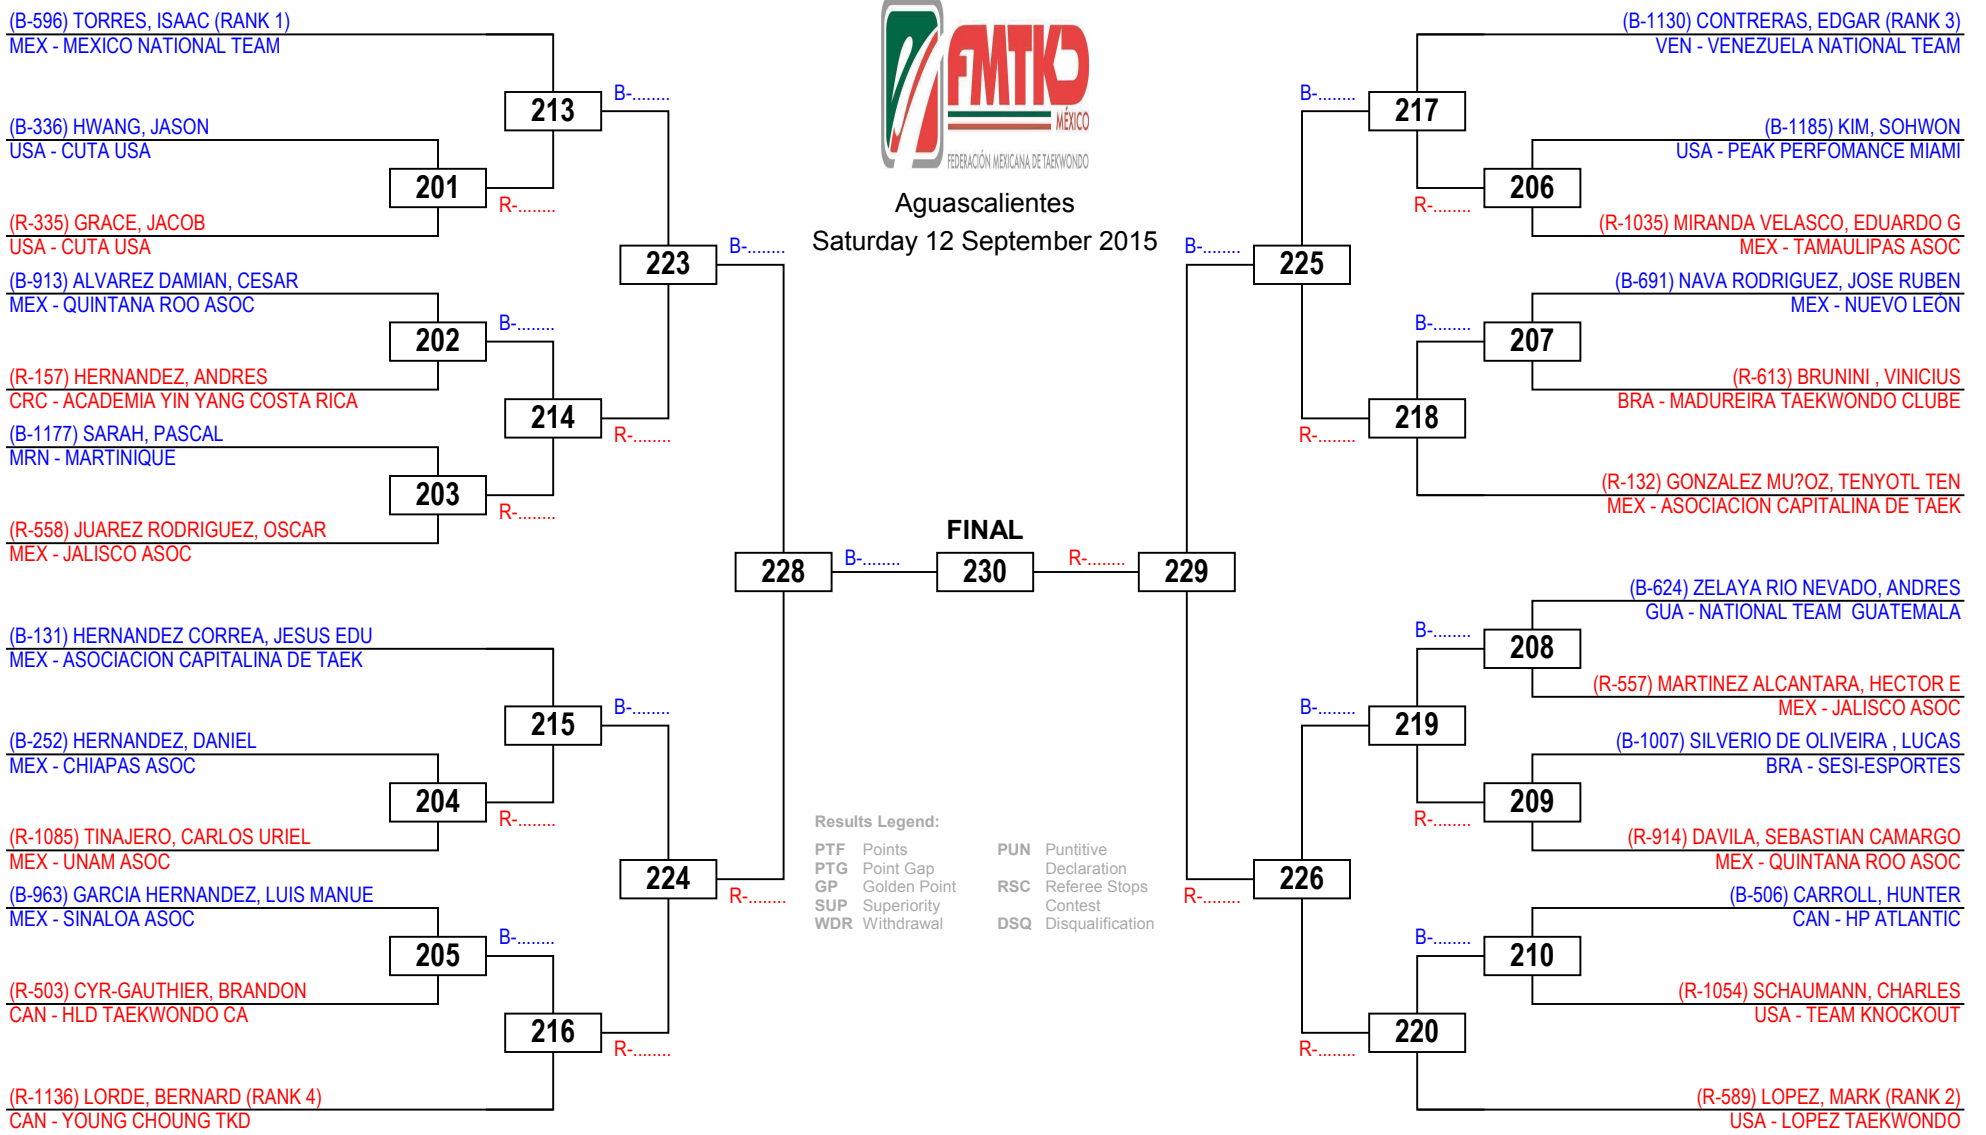 (B-596) TORRES, ISAAC (RANK 1)
MEX - MEXICO NATIONAL TEAM
213
B-........
(B-336) HWANG, JASON
USA - CUTA USA
201
R-........
(R-335) GRACE, JACOB
USA - CUTA USA
223
B-........
(B-913) ALVAREZ DAMIAN, CESAR
MEX - QUINTANA ROO ASOC
202
B-........
(R-157) HERNANDEZ, ANDRES
CRC - ACADEMIA YIN YANG COSTA RICA
214
R-........
(B-1177) SARAH, PASCAL
MRN - MARTINIQUE
203
R-........
(R-558) JUAREZ RODRIGUEZ, OSCAR
MEX - JALISCO ASOC
228
B-........
(B-131) HERNANDEZ CORREA, JESUS EDU
MEX - ASOCIACION CAPITALINA DE TAEK
215
B-........
(B-252) HERNANDEZ, DANIEL
MEX - CHIAPAS ASOC
204
R-........
(R-1085) TINAJERO, CARLOS URIEL
MEX - UNAM ASOC
224
R-........
(B-963) GARCIA HERNANDEZ, LUIS MANUE
MEX - SINALOA ASOC
205
B-........
(R-503) CYR-GAUTHIER, BRANDON
CAN - HLD TAEKWONDO CA
216
R-........
(R-1136) LORDE, BERNARD (RANK 4)
CAN - YOUNG CHOUNG TKD
FMTKD
MÉXICO
FEDERACIÓN MEXICANA DE TAEKWONDO
Aguascalientes
Saturday 12 September 2015
FINAL
230
Results Legend:
PTF Points
PTG Point Gap
GP Golden Point
SUP Superiority
WDR Withdrawal
PUN Puntitive
Declaration
RSC Referee Stops
Contest
DSQ Disqualification
(B-1130) CONTRERAS, EDGAR (RANK 3)
VEN - VENEZUELA NATIONAL TEAM
B-........
217
(B-1185) KIM, SOHWON
USA - PEAK PERFOMANCE MIAMI
206
R-........
(R-1035) MIRANDA VELASCO, EDUARDO G
MEX - TAMAULIPAS ASOC
B-........
225
(B-691) NAVA RODRIGUEZ, JOSE RUBEN
MEX - NUEVO LEÓN
B-........
207
(R-613) BRUNINI , VINICIUS
BRA - MADUREIRA TAEKWONDO CLUBE
218
R-........
(R-132) GONZALEZ MU?OZ, TENYOTL TEN
MEX - ASOCIACION CAPITALINA DE TAEK
R-........
229
(B-624) ZELAYA RIO NEVADO, ANDRES
GUA - NATIONAL TEAM  GUATEMALA
B-........
208
(R-557) MARTINEZ ALCANTARA, HECTOR E
MEX - JALISCO ASOC
B-........
219
(B-1007) SILVERIO DE OLIVEIRA , LUCAS
BRA - SESI-ESPORTES
209
R-........
(R-914) DAVILA, SEBASTIAN CAMARGO
MEX - QUINTANA ROO ASOC
226
R-........
(B-506) CARROLL, HUNTER
CAN - HP ATLANTIC
B-........
210
(R-1054) SCHAUMANN, CHARLES
USA - TEAM KNOCKOUT
220
R-........
(R-589) LOPEZ, MARK (RANK 2)
USA - LOPEZ TAEKWONDO